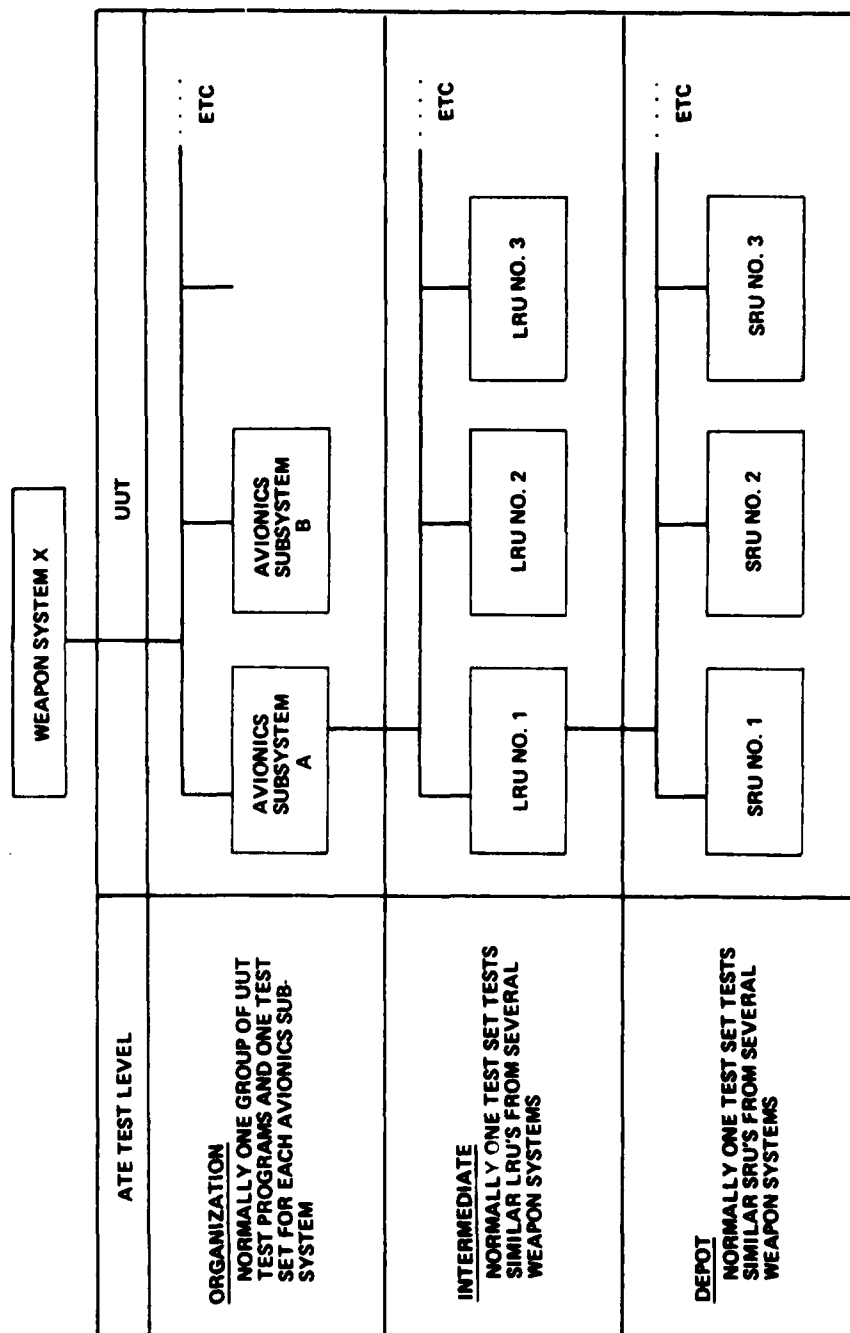 WEAPON SYSTEM X
ATE TEST LEVEL
UUT
ORGANIZATION
NORMALLY ONE GROUP OF UUT
TEST PROGRAMS AND ONE TEST
SET FOR EACH AVIONICS SUB-
SYSTEM
AVIONICS
SUBSYSTEM
A
AVIONICS
SUBSYSTEM
B
. . . .
ETC
INTERMEDIATE
NORMALLY ONE TEST SET TESTS
SIMILAR LRU'S FROM SEVERAL
WEAPON SYSTEMS
LRU NO. 1
LRU NO. 2
LRU NO. 3
. . . .
ETC
DEPOT
NORMALLY ONE TEST SET TESTS
SIMILAR SRU'S FROM SEVERAL
WEAPON SYSTEMS
SRU NO. 1
SRU NO. 2
SRU NO. 3
. . . .
ETC